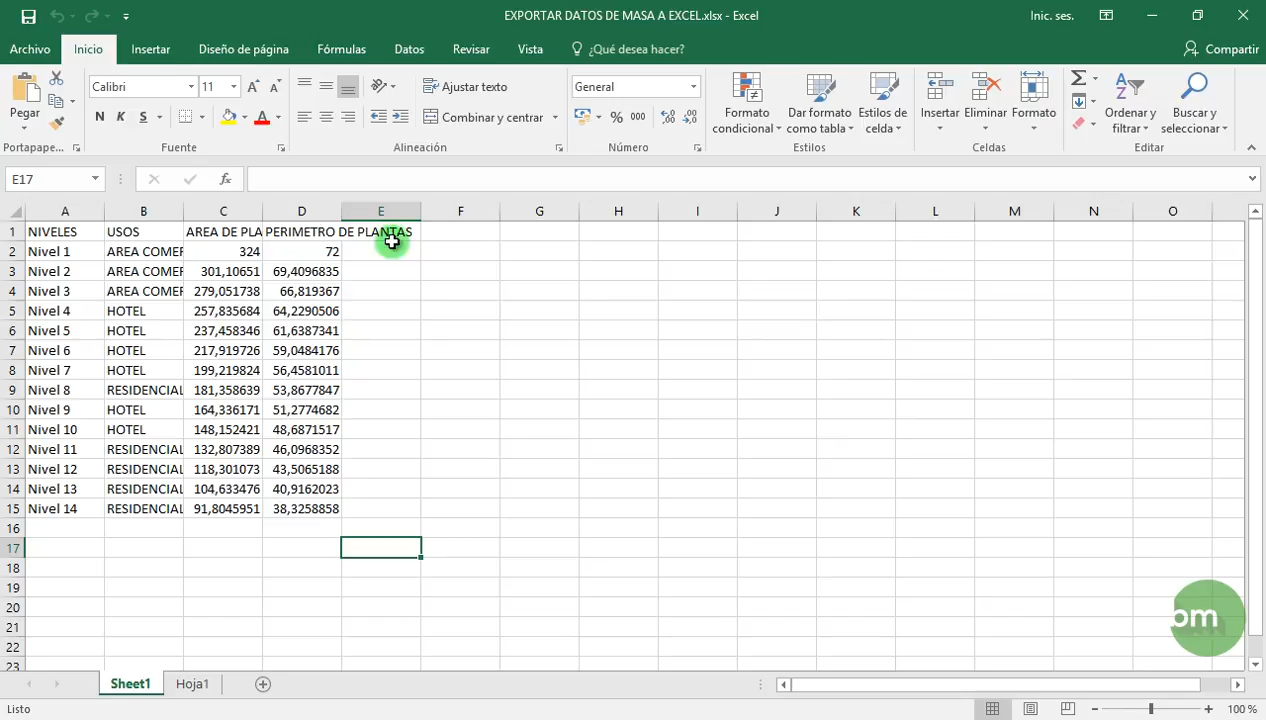 EXPORTAR DATOS DE MASA A EXCEL.xlsx - Excel
Inic. ses.
Archivo Inicio Insertar Diseño de página Fórmulas Datos Revisar Vista ¿Qué desea hacer? Compartir
Pegar
Calibri 11
N K S
Ajustar texto
Combinar y centrar
General
% 000
Formato condicional
Dar formato como tabla
Estilos de celda
Insertar Eliminar Formato
Ordenar y filtrar
Buscar y seleccionar
Portapape... Fuente Alineación Número Estilos Celdas Editar
E17 fx
A B C D E F G H I J K L M N O
1 NIVELES USOS AREA DE PLA PERIMETRO DE PLANTAS
2 Nivel 1 AREA COMER 324 72
3 Nivel 2 AREA COMER 301,10651 69,4096835
4 Nivel 3 AREA COMER 279,051738 66,819367
5 Nivel 4 HOTEL 257,835684 64,2290506
6 Nivel 5 HOTEL 237,458346 61,6387341
7 Nivel 6 HOTEL 217,919726 59,0484176
8 Nivel 7 HOTEL 199,219824 56,4581011
9 Nivel 8 RESIDENCIAL 181,358639 53,8677847
10 Nivel 9 HOTEL 164,336171 51,2774682
11 Nivel 10 HOTEL 148,152421 48,6871517
12 Nivel 11 RESIDENCIAL 132,807389 46,0968352
13 Nivel 12 RESIDENCIAL 118,301073 43,5065188
14 Nivel 13 RESIDENCIAL 104,633476 40,9162023
15 Nivel 14 RESIDENCIAL 91,8045951 38,3258858
16
17
18
19
20
21
22
23
Sheet1 Hoja1
Listo
100 %